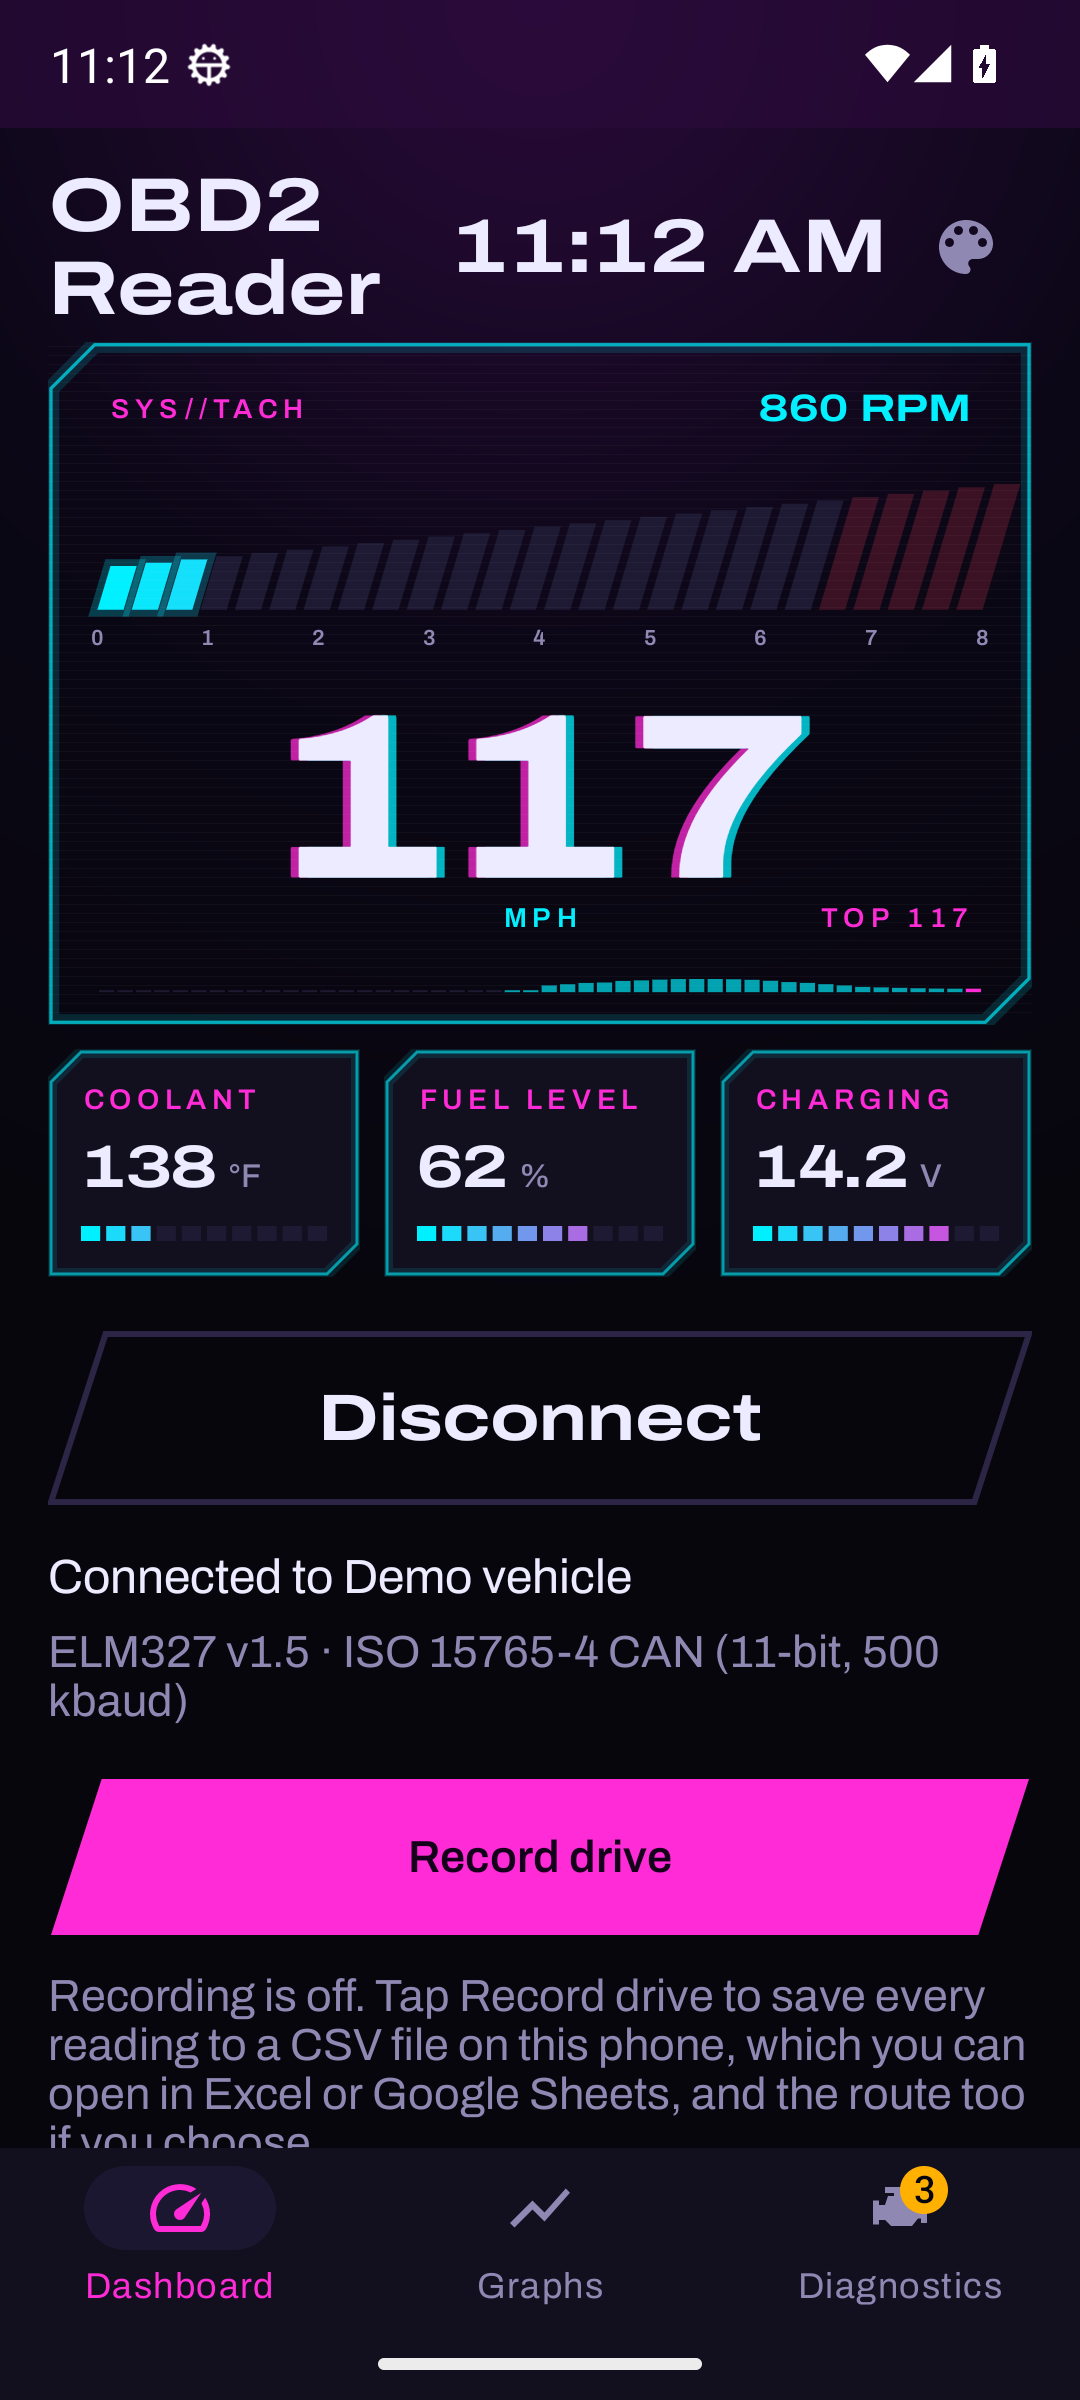 11:12
OBD2
Reader
11:12 AM
SYS//TACH
860 RPM
0 1 2 3 4 5 6 7 8
117
MPH
TOP 117
COOLANT
138 °F
FUEL LEVEL
62 %
CHARGING
14.2 V
Disconnect
Connected to Demo vehicle
ELM327 v1.5 · ISO 15765-4 CAN (11-bit, 500
kbaud)
Record drive
Recording is off. Tap Record drive to save every
reading to a CSV file on this phone, which you can
open in Excel or Google Sheets, and the route too
if you choose.
3
Dashboard
Graphs
Diagnostics